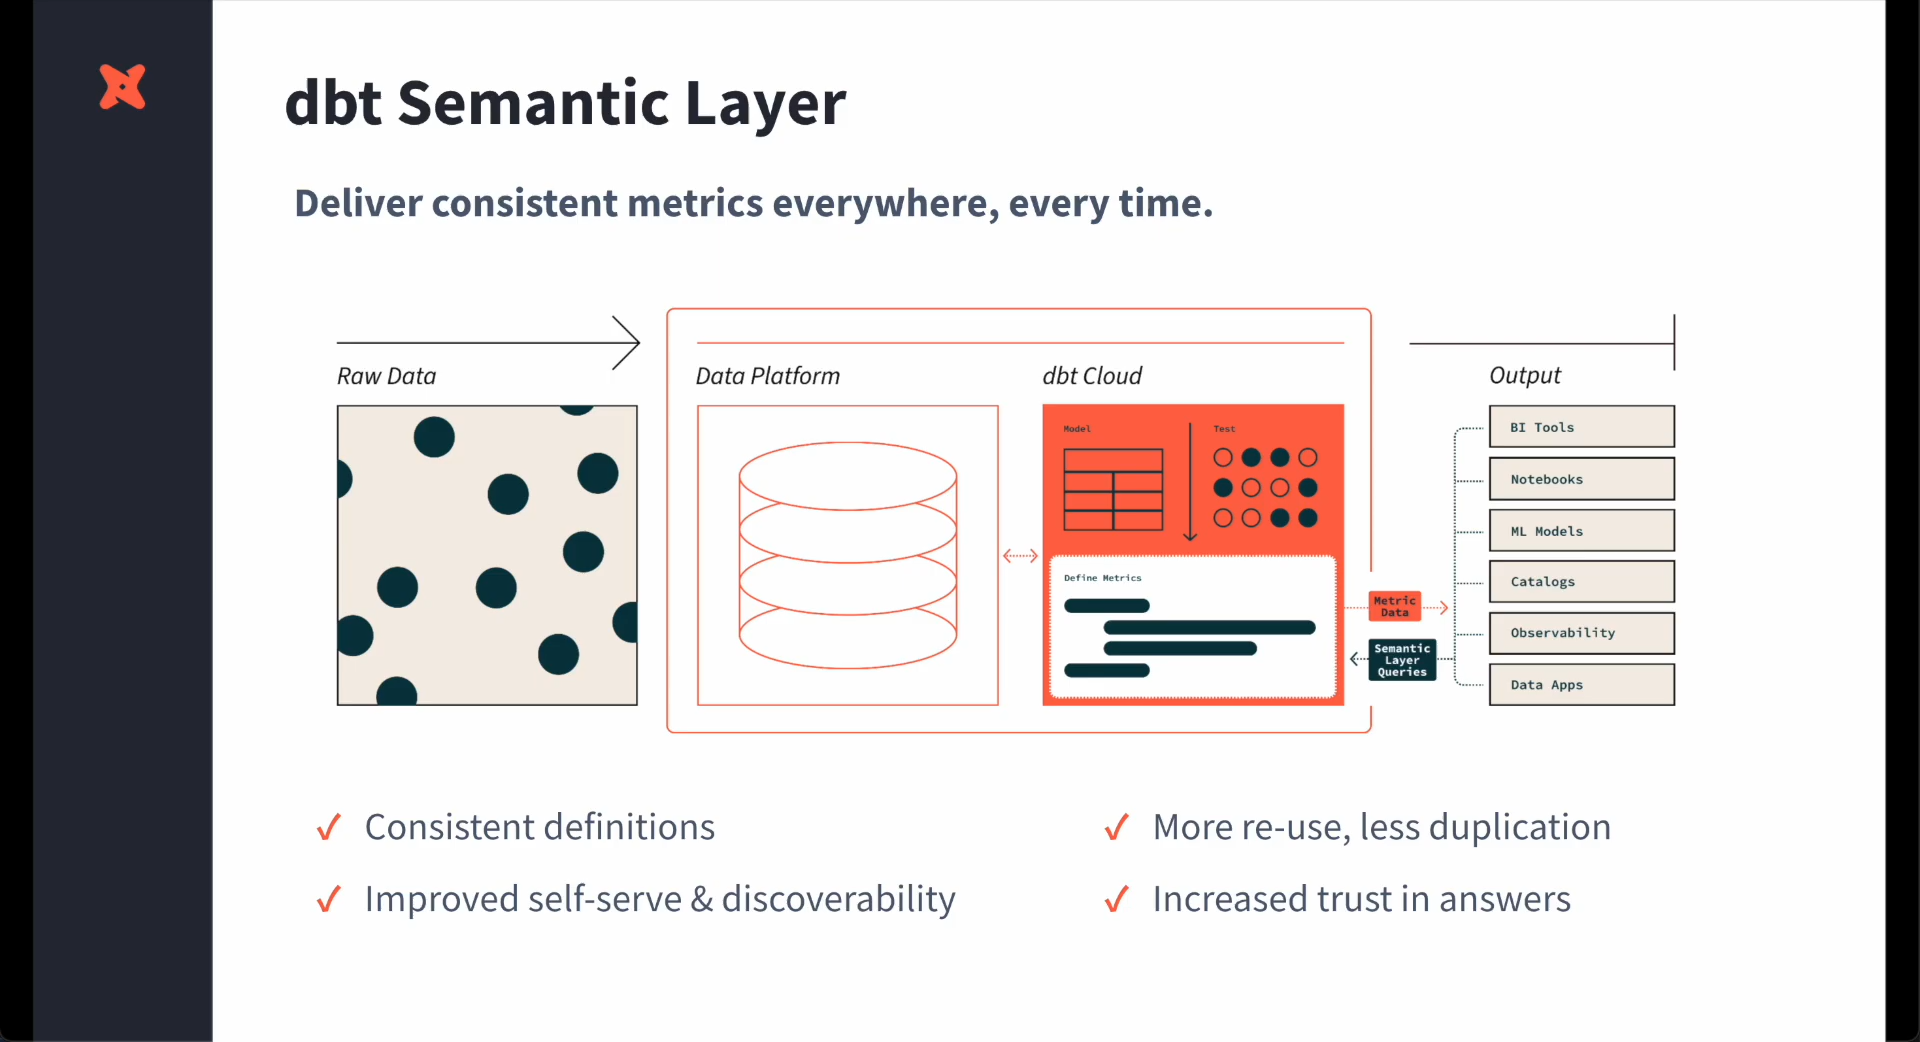 dbt Semantic Layer
Deliver consistent metrics everywhere, every time.
Raw Data
Data Platform
dbt Cloud
Model
Test
Define Metrics
Metric
Data
Semantic
Layer
Queries
Output
BI Tools
Notebooks
ML Models
Catalogs
Observability
Data Apps
✓ Consistent definitions
✓ Improved self-serve & discoverability
✓ More re-use, less duplication
✓ Increased trust in answers